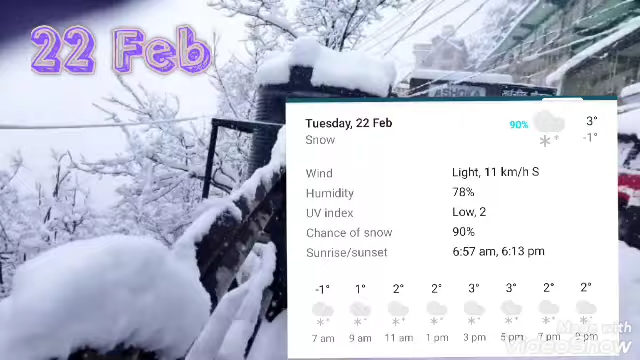 22 Feb
ASHOKA
Tuesday, 22 Feb
90%
3°
Snow
-1°
Wind Light, 11 km/h S
Humidity 78%
UV index Low, 2
Chance of snow 90%
Sunrise/sunset 6:57 am, 6:13 pm
-1° 1° 2° 2° 3° 3° 2° 2°
7 am 9 am 11 am 1 pm 3 pm 5 pm 7 pm 9 pm
Made with
VideoShow